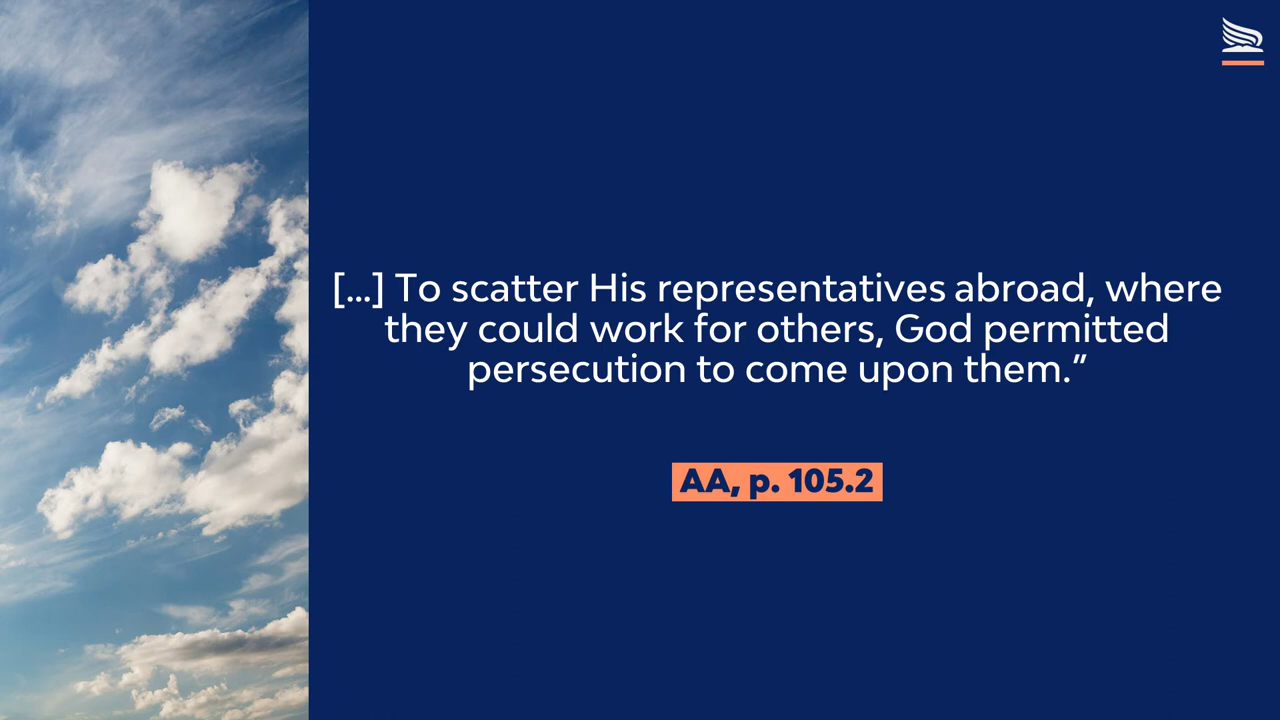 [...] To scatter His representatives abroad, where
they could work for others, God permitted
persecution to come upon them.”
AA, p. 105.2